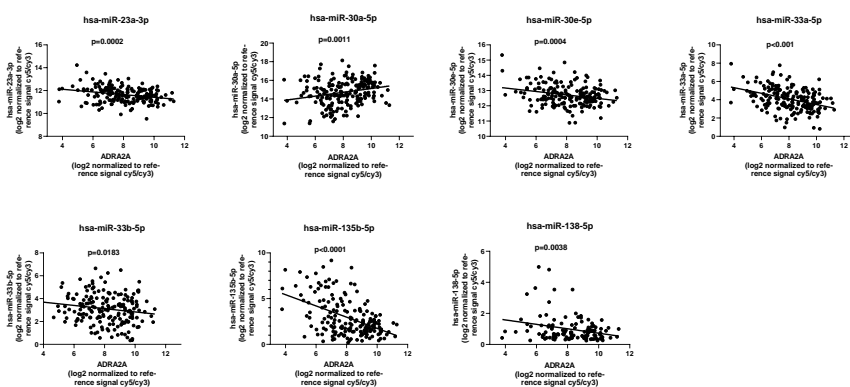 hsa-miR-23a-3p
p=0.0002
hsa-miR-23a-3p
(log2 normalized to refe-
rence signal cy5/cy3)
16
14
12
10
8
4
6
8
10
12
ADRA2A
(log2 normalized to refe-
rence signal cy5/cy3)
hsa-miR-30a-5p
p=0.0011
hsa-miR-30a-5p
(log2 normalized to refe-
rence signal cy5/cy3)
20
18
16
14
12
10
4
6
8
10
12
ADRA2A
(log2 normalized to refe-
rence signal cy5/cy3)
hsa-miR-30e-5p
p=0.0004
hsa-miR-30e-5p
(log2 normalized to refe-
rence signal cy5/cy3)
16
15
14
13
12
11
10
4
6
8
10
12
ADRA2A
(log2 normalized to refe-
rence signal cy5/cy3)
hsa-miR-33a-5p
p<0.001
hsa-miR-33a-5p
(log2 normalized to refe-
rence signal cy5/cy3)
10
8
6
4
2
0
4
6
8
10
12
ADRA2A
(log2 normalized to refe-
rence signal cy5/cy3)
hsa-miR-33b-5p
p=0.0183
hsa-miR-33b-5p
(log2 normalized to refe-
rence signal cy5/cy3)
8
6
4
2
0
4
6
8
10
12
ADRA2A
(log2 normalized to refe-
rence signal cy5/cy3)
hsa-miR-135b-5p
p<0.0001
hsa-miR-135b-5p
(log2 normalized to refe-
rence signal cy5/cy3)
10
8
6
4
2
0
4
6
8
10
12
ADRA2A
(log2 normalized to refe-
rence signal cy5/cy3)
hsa-miR-138-5p
p=0.0038
hsa-miR-138-5p
(log2 normalized to refe-
rence signal cy5/cy3)
6
4
2
0
4
6
8
10
12
ADRA2A
(log2 normalized to refe-
rence signal cy5/cy3)